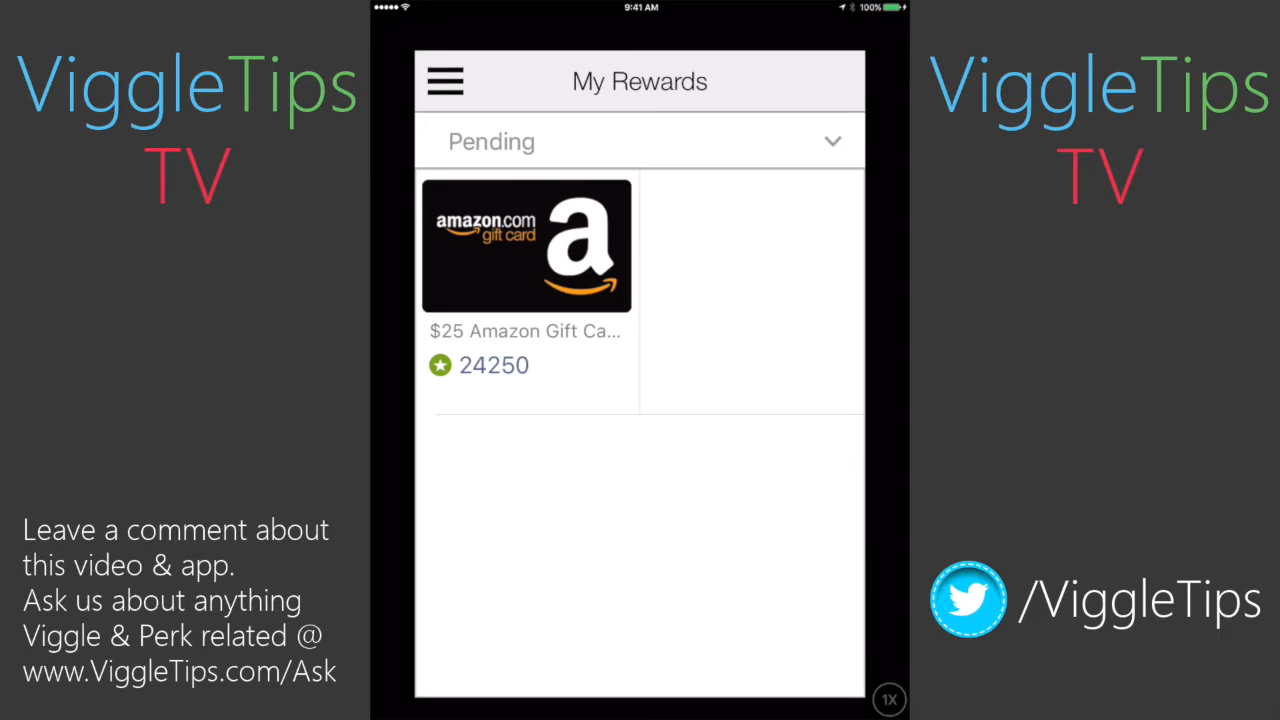 9:41 AM
100%
ViggleTips
TV
My Rewards
Pending
amazon.com
gift card
a
$25 Amazon Gift Ca...
24250
Leave a comment about
this video & app.
Ask us about anything
Viggle & Perk related @
www.ViggleTips.com/Ask
1X
ViggleTips
TV
/ViggleTips